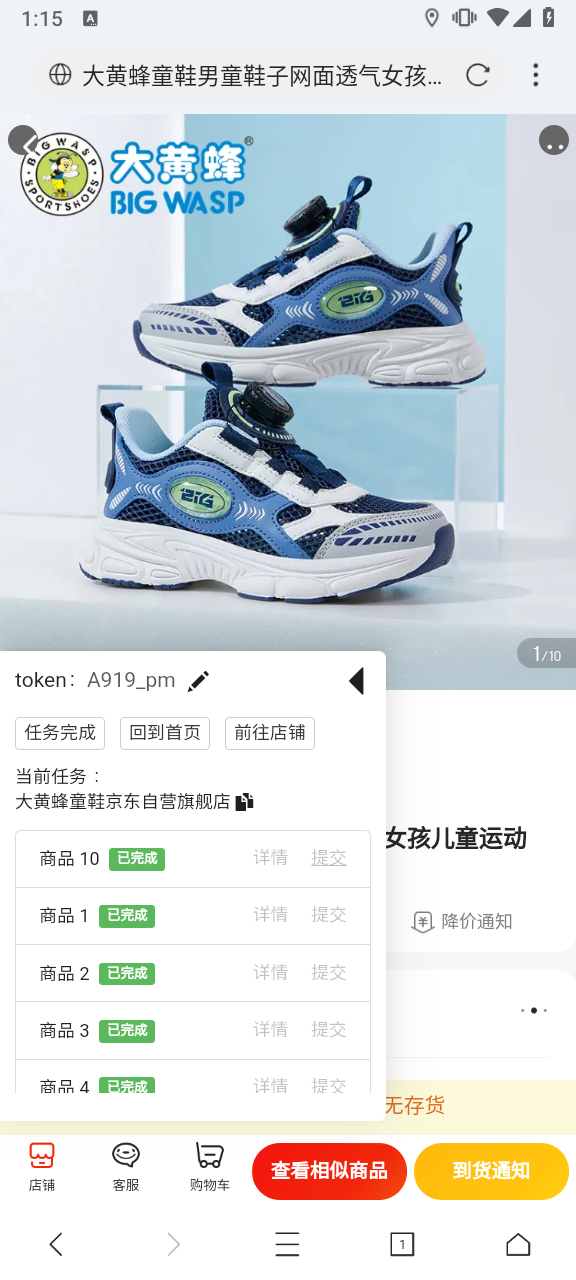 1:15
A
大黄蜂童鞋男童鞋子网面透气女孩...
BIG WASP
SPORTSHOES
大黄蜂®
BIG WASP
BIG
BIG
1/10
token： A919_pm
任务完成 回到首页 前往店铺
当前任务：
大黄蜂童鞋京东自营旗舰店
商品 10 已完成 详情 提交
商品 1 已完成 详情 提交
商品 2 已完成 详情 提交
商品 3 已完成 详情 提交
商品 4 已完成 详情 提交
女孩儿童运动
降价通知
无存货
店铺 客服 购物车 查看相似商品 到货通知
1